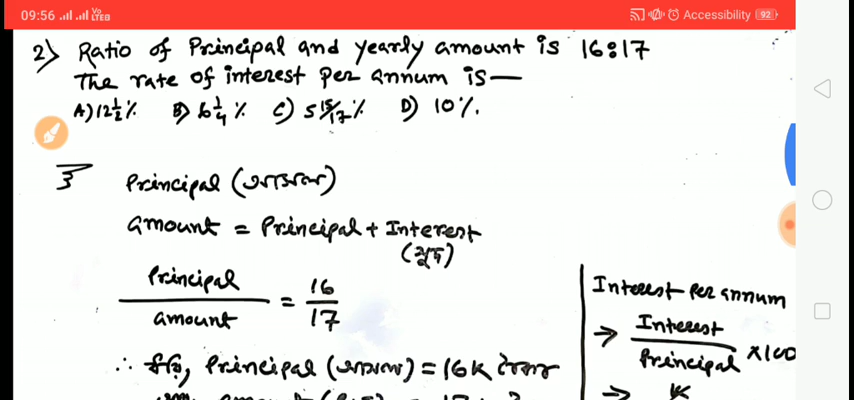 09:56 Accessibility 92
2) Ratio of Principal and yearly amount is 16:17
The rate of interest per annum is—
A) 12½% B) 6¼% C) 5 15/17% D) 10%.
Principal (আসল)
amount = Principal + Interest
(সুদ)
Principal / amount = 16 / 17
Interest per annum
→ Interest / Principal ×100
∴ ধরি, Principal (আসল) = 16K টাকা
→ K